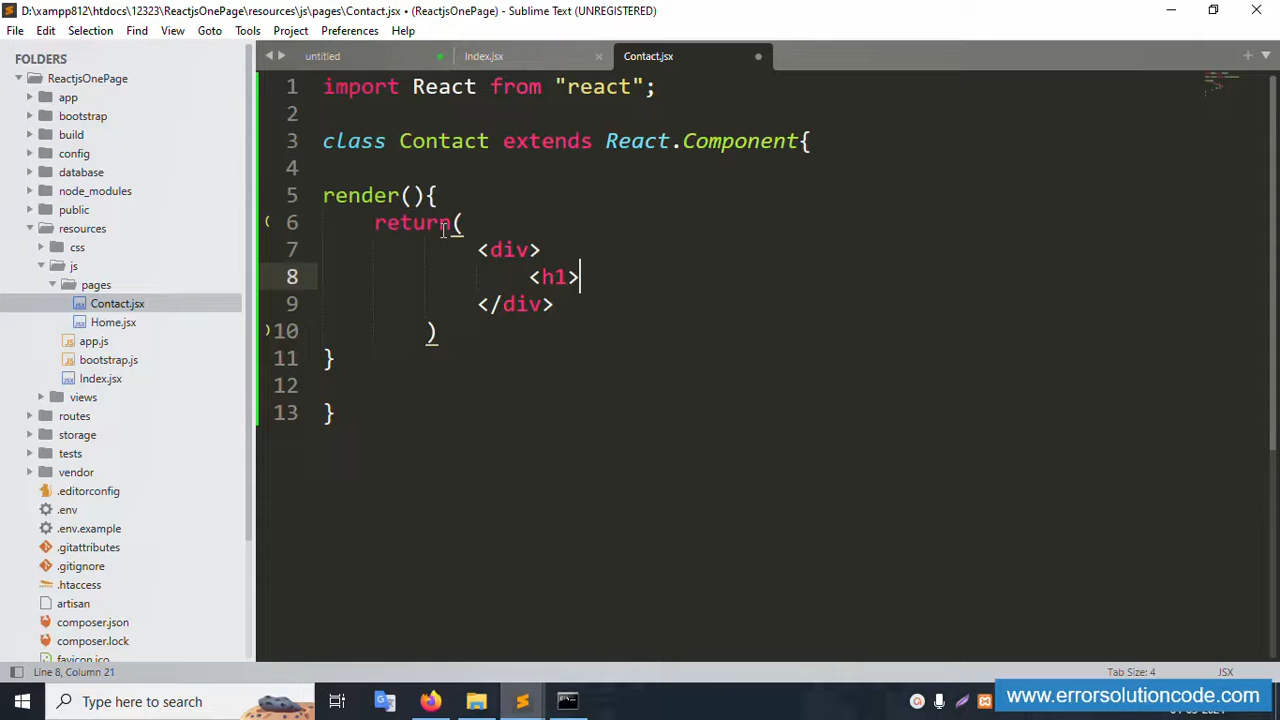 D:\xampp812\htdocs\12323\ReactjsOnePage\resources\js\pages\Contact.jsx • (ReactjsOnePage) - Sublime Text (UNREGISTERED)
File Edit Selection Find View Goto Tools Project Preferences Help
FOLDERS
ReactjsOnePage
app
bootstrap
build
config
database
node_modules
public
resources
css
js
pages
Contact.jsx
Home.jsx
app.js
bootstrap.js
Index.jsx
views
routes
storage
tests
vendor
.editorconfig
.env
.env.example
.gitattributes
.gitignore
.htaccess
artisan
composer.json
composer.lock
favicon.ico
untitled Index.jsx Contact.jsx
1 import React from "react";
2
3 class Contact extends React.Component{
4
5 render(){
6 return(
7 <div>
8 <h1>
9 </div>
10 )
11 }
12
13 }
Line 8, Column 21 Tab Size: 4 JSX
Type here to search
www.errorsolutioncode.com